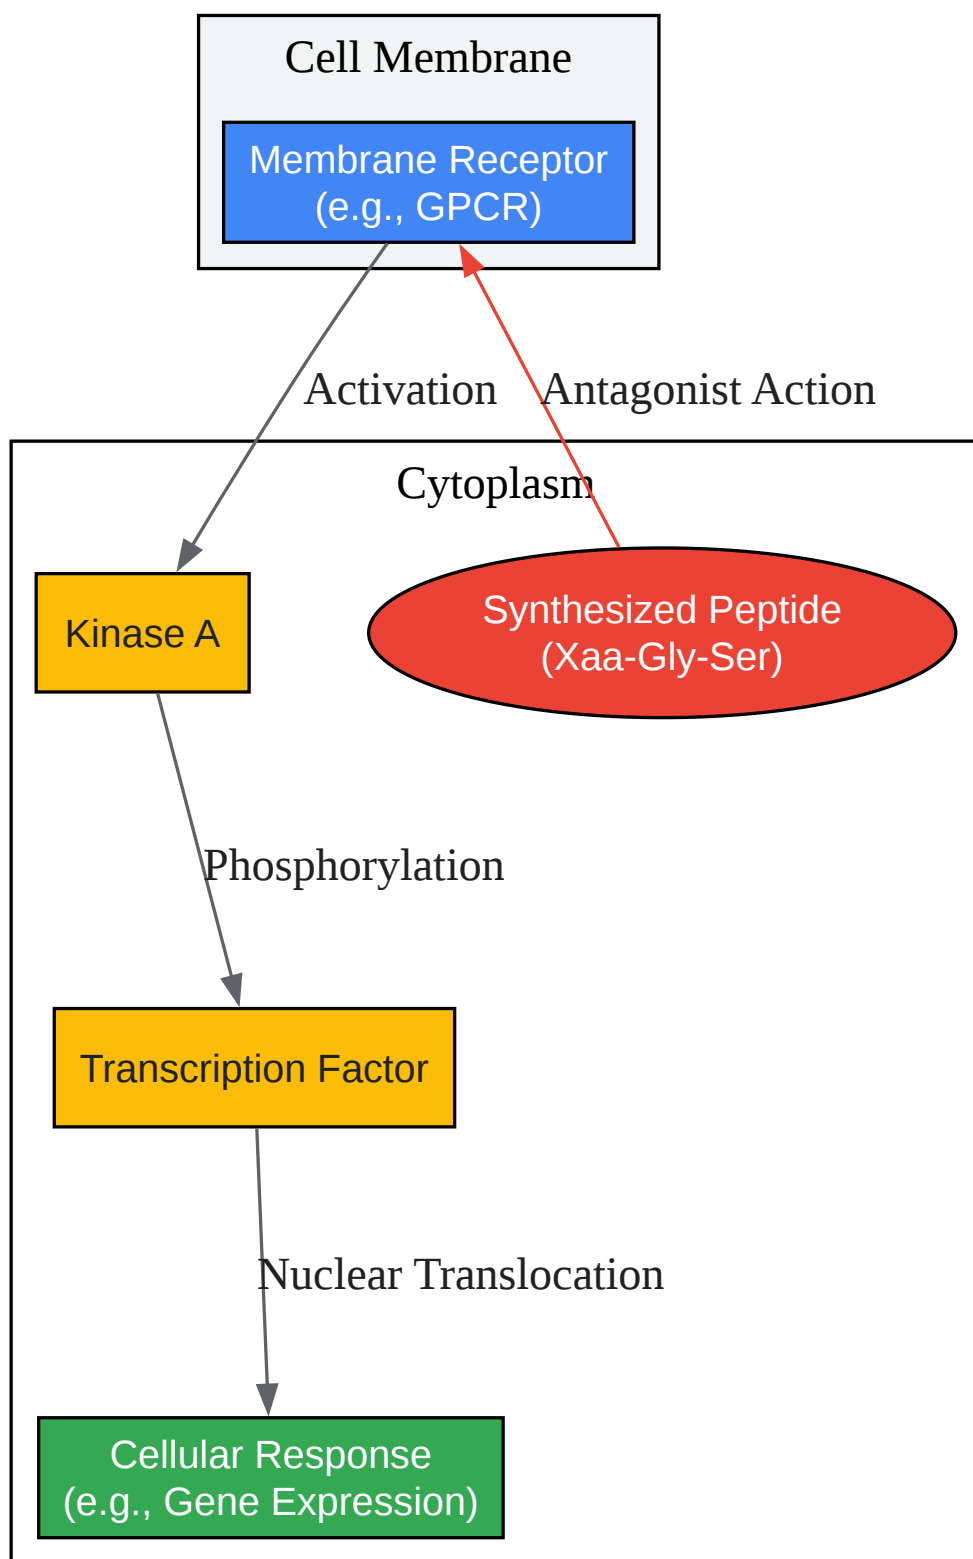 Cell Membrane
Membrane Receptor
(e.g., GPCR)
Activation
Antagonist Action
Cytoplasm
Kinase A
Synthesized Peptide
(Xaa-Gly-Ser)
Phosphorylation
Transcription Factor
Nuclear Translocation
Cellular Response
(e.g., Gene Expression)